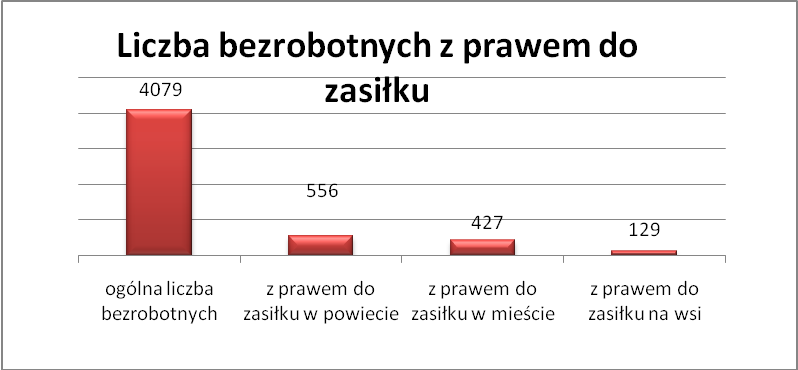 Liczba bezrobotnych z prawem do
zasiłku
4079
556
427
129
ogólna liczba
bezrobotnych
z prawem do
zasiłku w powiecie
z prawem do
zasiłku w mieście
z prawem do
zasiłku na wsi